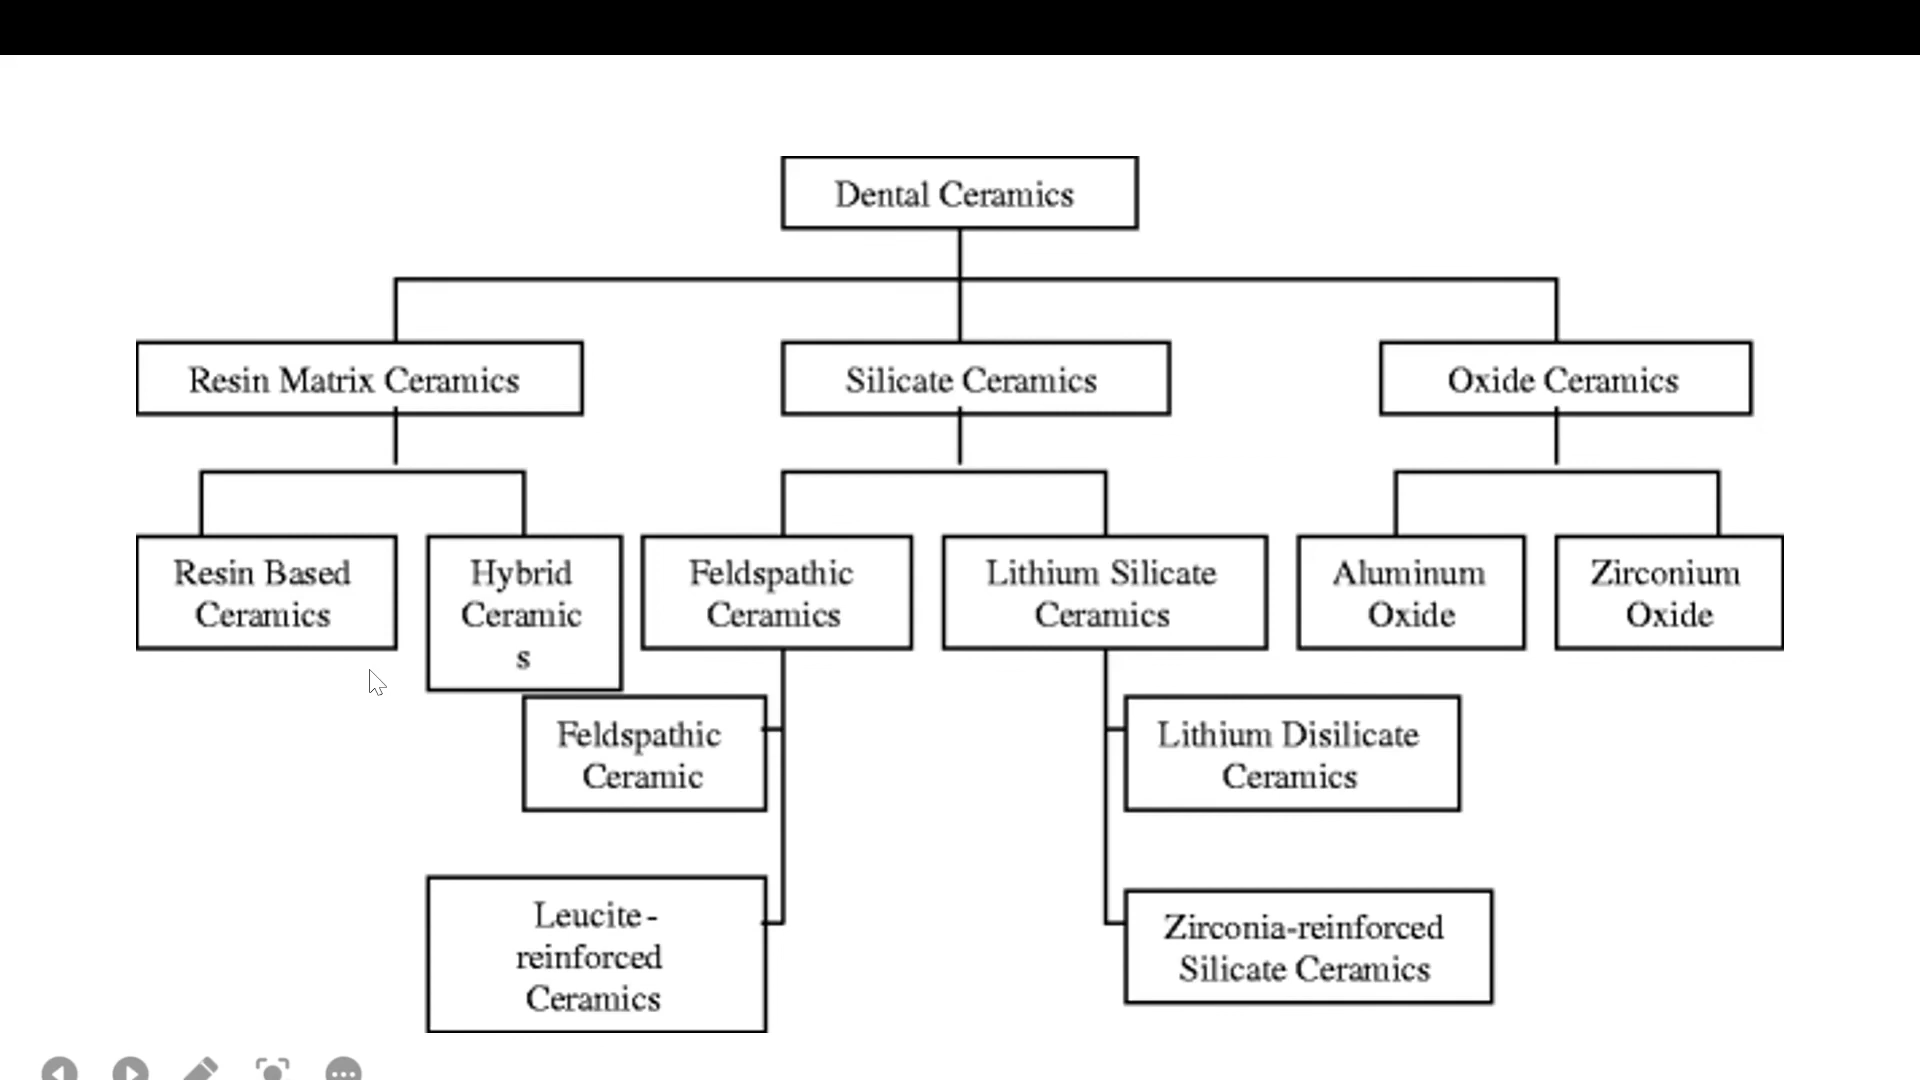 Dental Ceramics
Resin Matrix Ceramics
Silicate Ceramics
Oxide Ceramics
Resin Based
Ceramics
Hybrid
Ceramic
s
Feldspathic
Ceramics
Lithium Silicate
Ceramics
Aluminum
Oxide
Zirconium
Oxide
Feldspathic
Ceramic
Lithium Disilicate
Ceramics
Leucite-
reinforced
Ceramics
Zirconia-reinforced
Silicate Ceramics